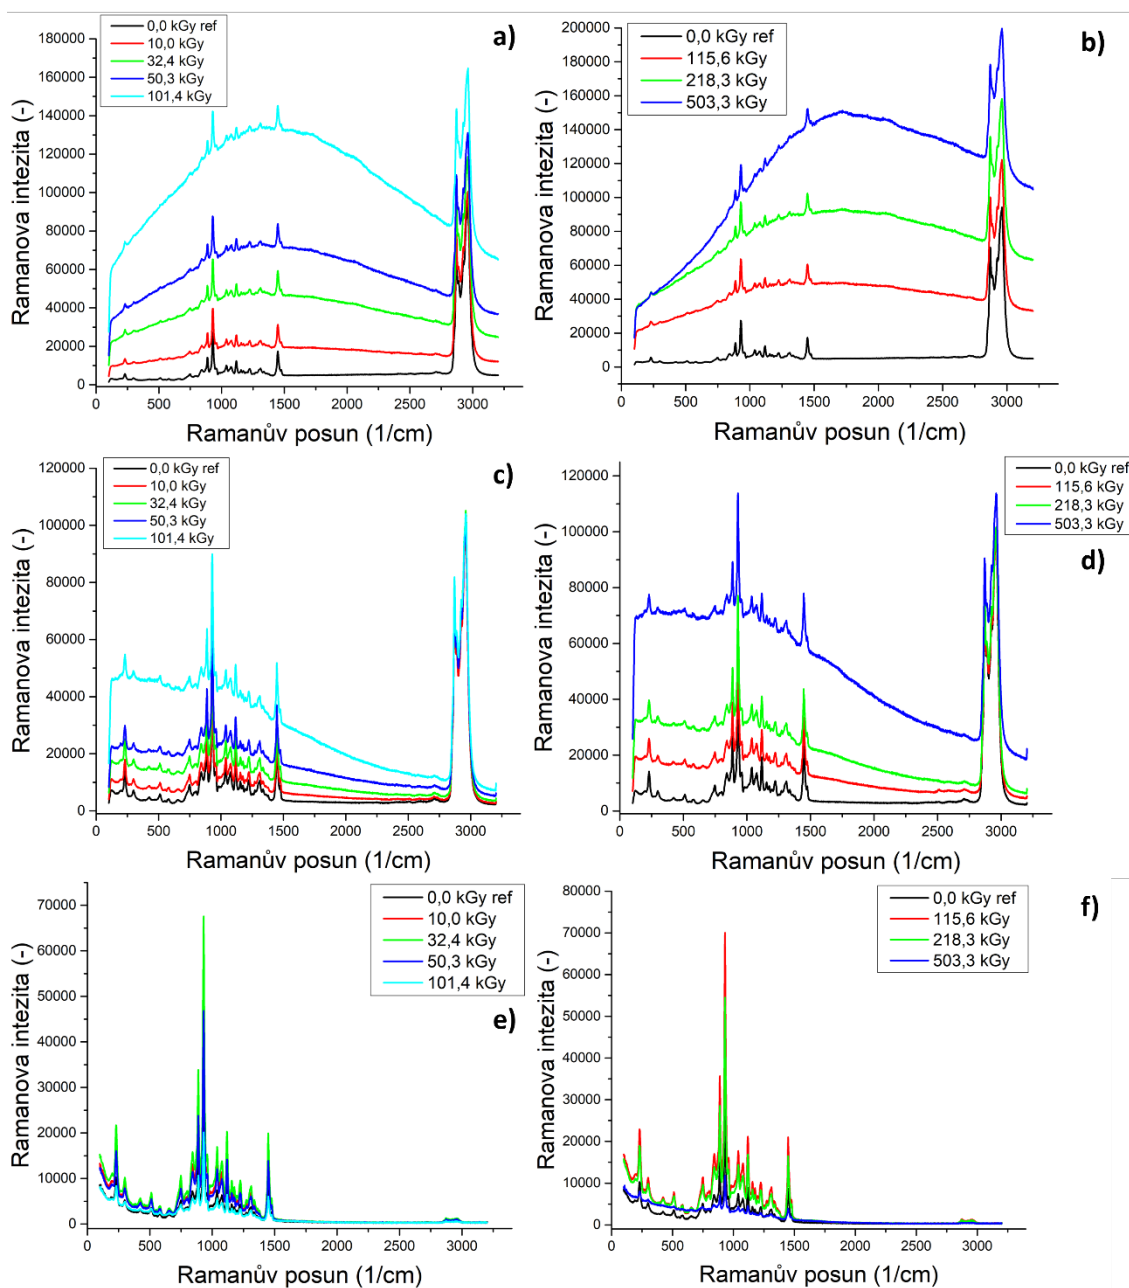 a)
0,0 kGy ref
10,0 kGy
32,4 kGy
50,3 kGy
101,4 kGy
Ramanova intezita (-)
180000
160000
140000
120000
100000
80000
60000
40000
20000
0
0 500 1000 1500 2000 2500 3000
Ramanův posun (1/cm)
b)
0,0 kGy ref
115,6 kGy
218,3 kGy
503,3 kGy
Ramanova intezita (-)
200000
180000
160000
140000
120000
100000
80000
60000
40000
20000
0
0 500 1000 1500 2000 2500 3000
Ramanův posun (1/cm)
c)
0,0 kGy ref
10,0 kGy
32,4 kGy
50,3 kGy
101,4 kGy
Ramanova intezita (-)
120000
100000
80000
60000
40000
20000
0
0 500 1000 1500 2000 2500 3000
Ramanův posun (1/cm)
d)
0,0 kGy ref
115,6 kGy
218,3 kGy
503,3 kGy
Ramanova intezita (-)
120000
100000
80000
60000
40000
20000
0
0 500 1000 1500 2000 2500 3000
Ramanův posun (1/cm)
e)
0,0 kGy ref
10,0 kGy
32,4 kGy
50,3 kGy
101,4 kGy
Ramanova intezita (-)
70000
60000
50000
40000
30000
20000
10000
0
0 500 1000 1500 2000 2500 3000
Ramanův posun (1/cm)
f)
0,0 kGy ref
115,6 kGy
218,3 kGy
503,3 kGy
Ramanova intezita (-)
80000
70000
60000
50000
40000
30000
20000
10000
0
0 500 1000 1500 2000 2500 3000
Ramanův posun (1/cm)